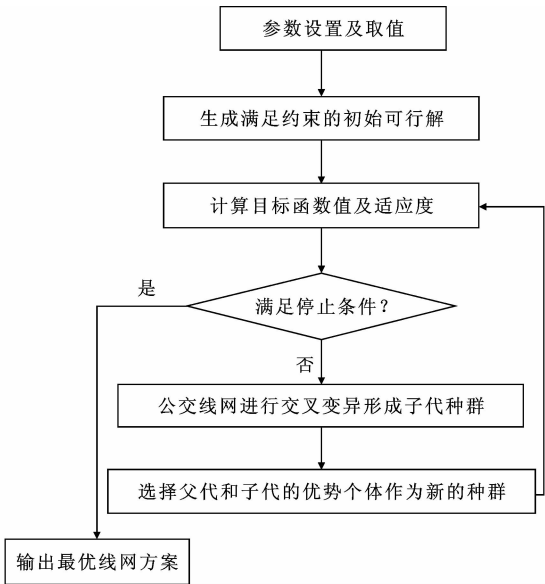 参数设置及取值
生成满足约束的初始可行解
计算目标函数值及适应度
是
满足停止条件?
否
公交线网进行交叉变异形成子代种群
选择父代和子代的优势个体作为新的种群
输出最优线网方案